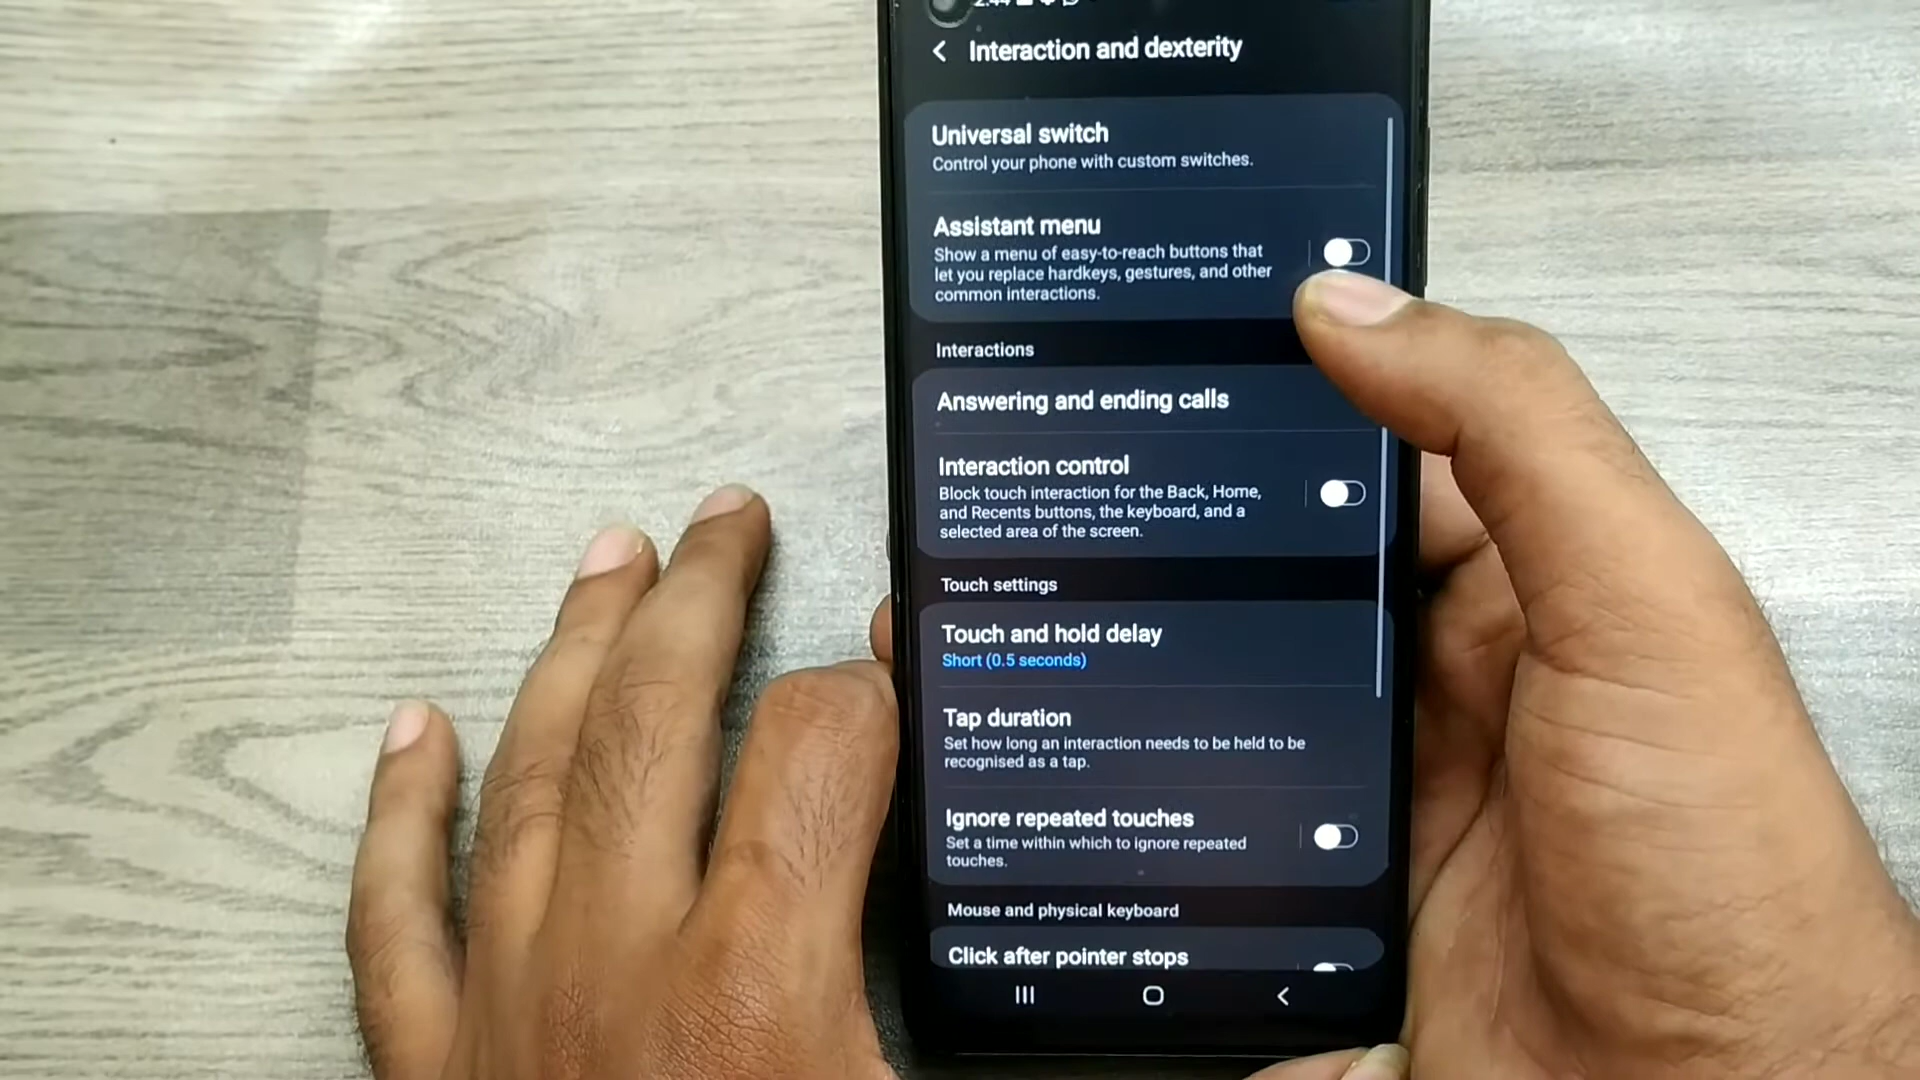 Interaction and dexterity
Universal switch
Control your phone with custom switches.
Assistant menu
Show a menu of easy-to-reach buttons that
let you replace hardkeys, gestures, and other
common interactions.
Interactions
Answering and ending calls
Interaction control
Block touch interaction for the Back, Home,
and Recents buttons, the keyboard, and a
selected area of the screen.
Touch settings
Touch and hold delay
Short (0.5 seconds)
Tap duration
Set how long an interaction needs to be held to be
recognised as a tap.
Ignore repeated touches
Set a time within which to ignore repeated
touches.
Mouse and physical keyboard
Click after pointer stops